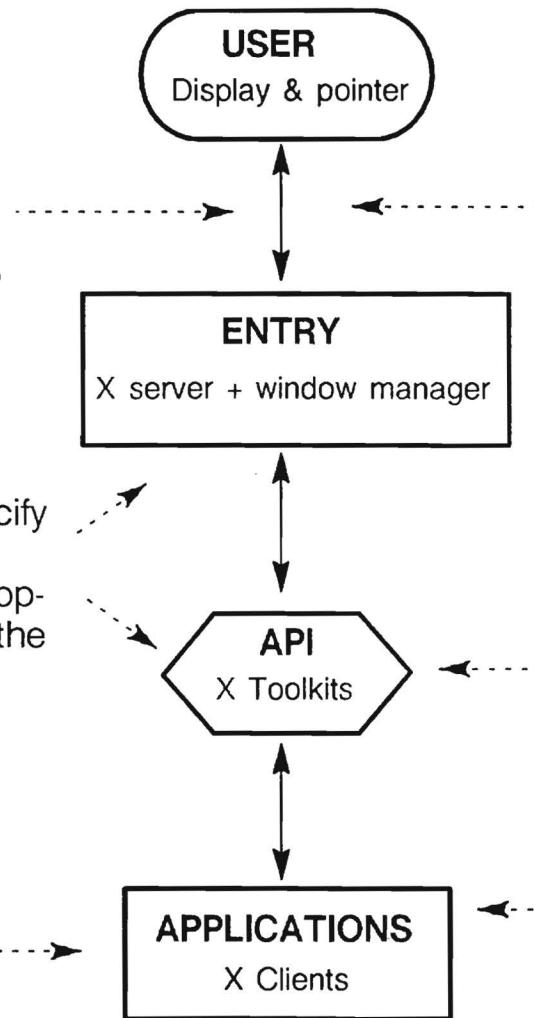 USER
Display & pointer
ENTRY
X server + window manager
cify
op-
the
API
X Toolkits
APPLICATIONS
X Clients